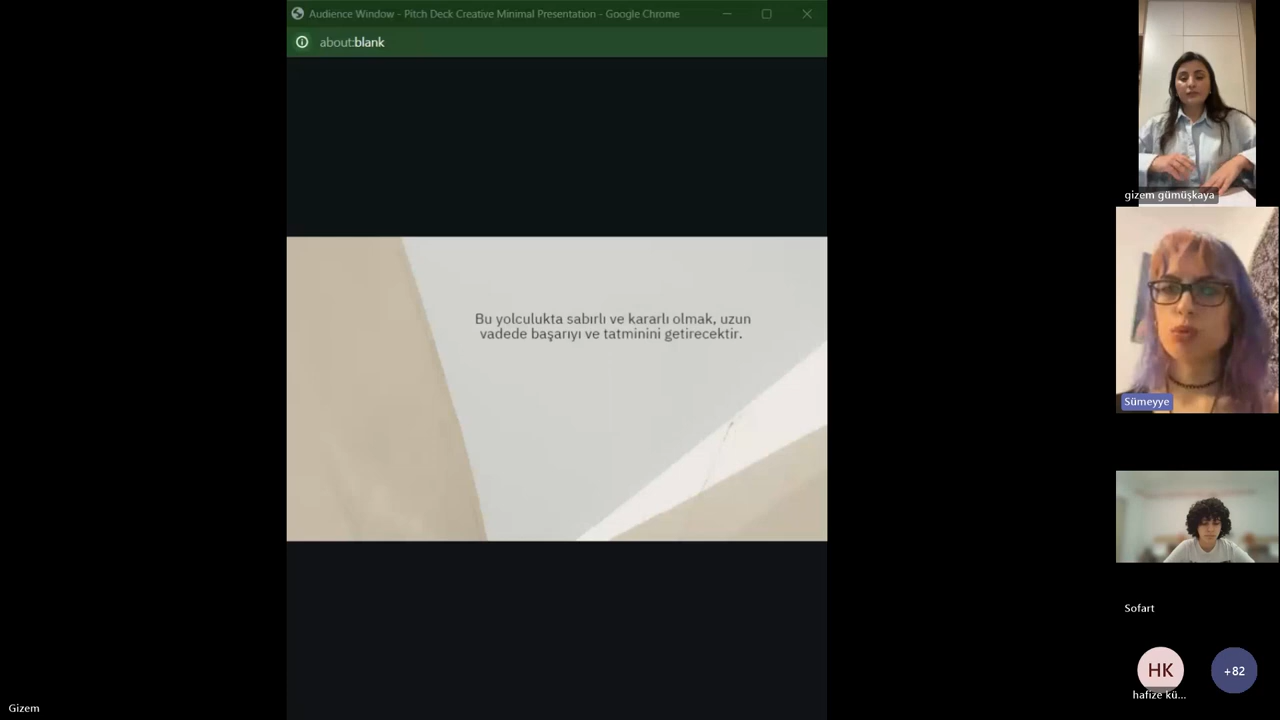 Audience Window - Pitch Deck Creative Minimal Presentation - Google Chrome
about:blank
Bu yolculukta sabırlı ve kararlı olmak, uzun
vadede başarıyı ve tatminini getirecektir.
gizem gümüşkaya
Sümeyye
Sofart
HK
+82
hafize kü...
Gizem